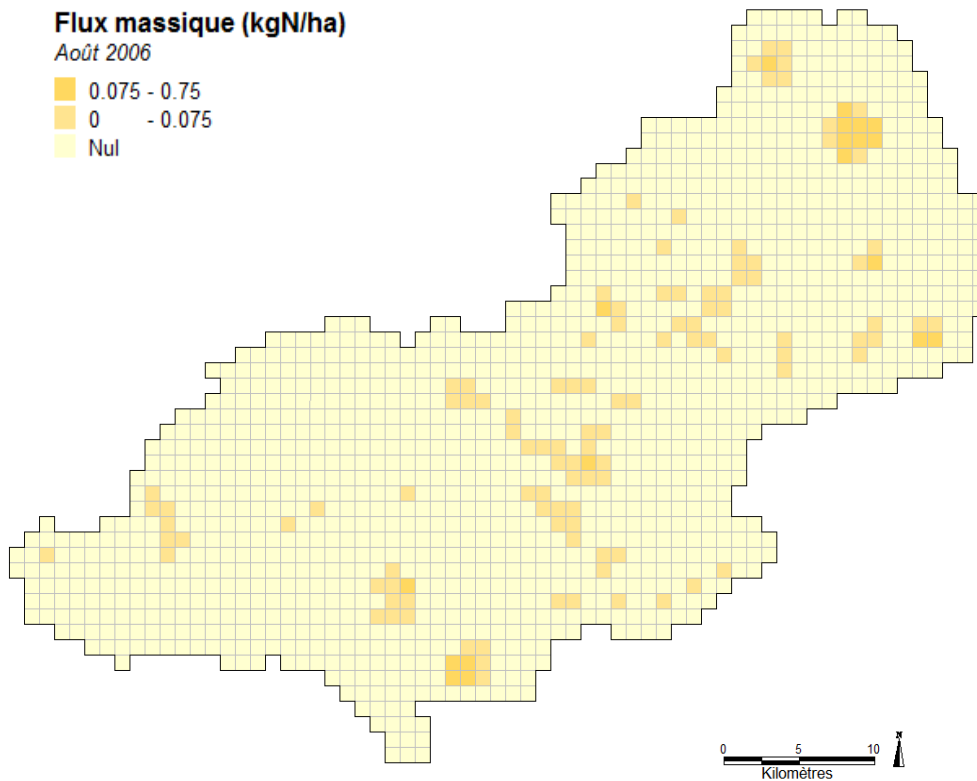 Flux massique (kgN/ha)
Août 2006
0.075 - 0.75
0 - 0.075
Nul
N
0 5 10
Kilomètres